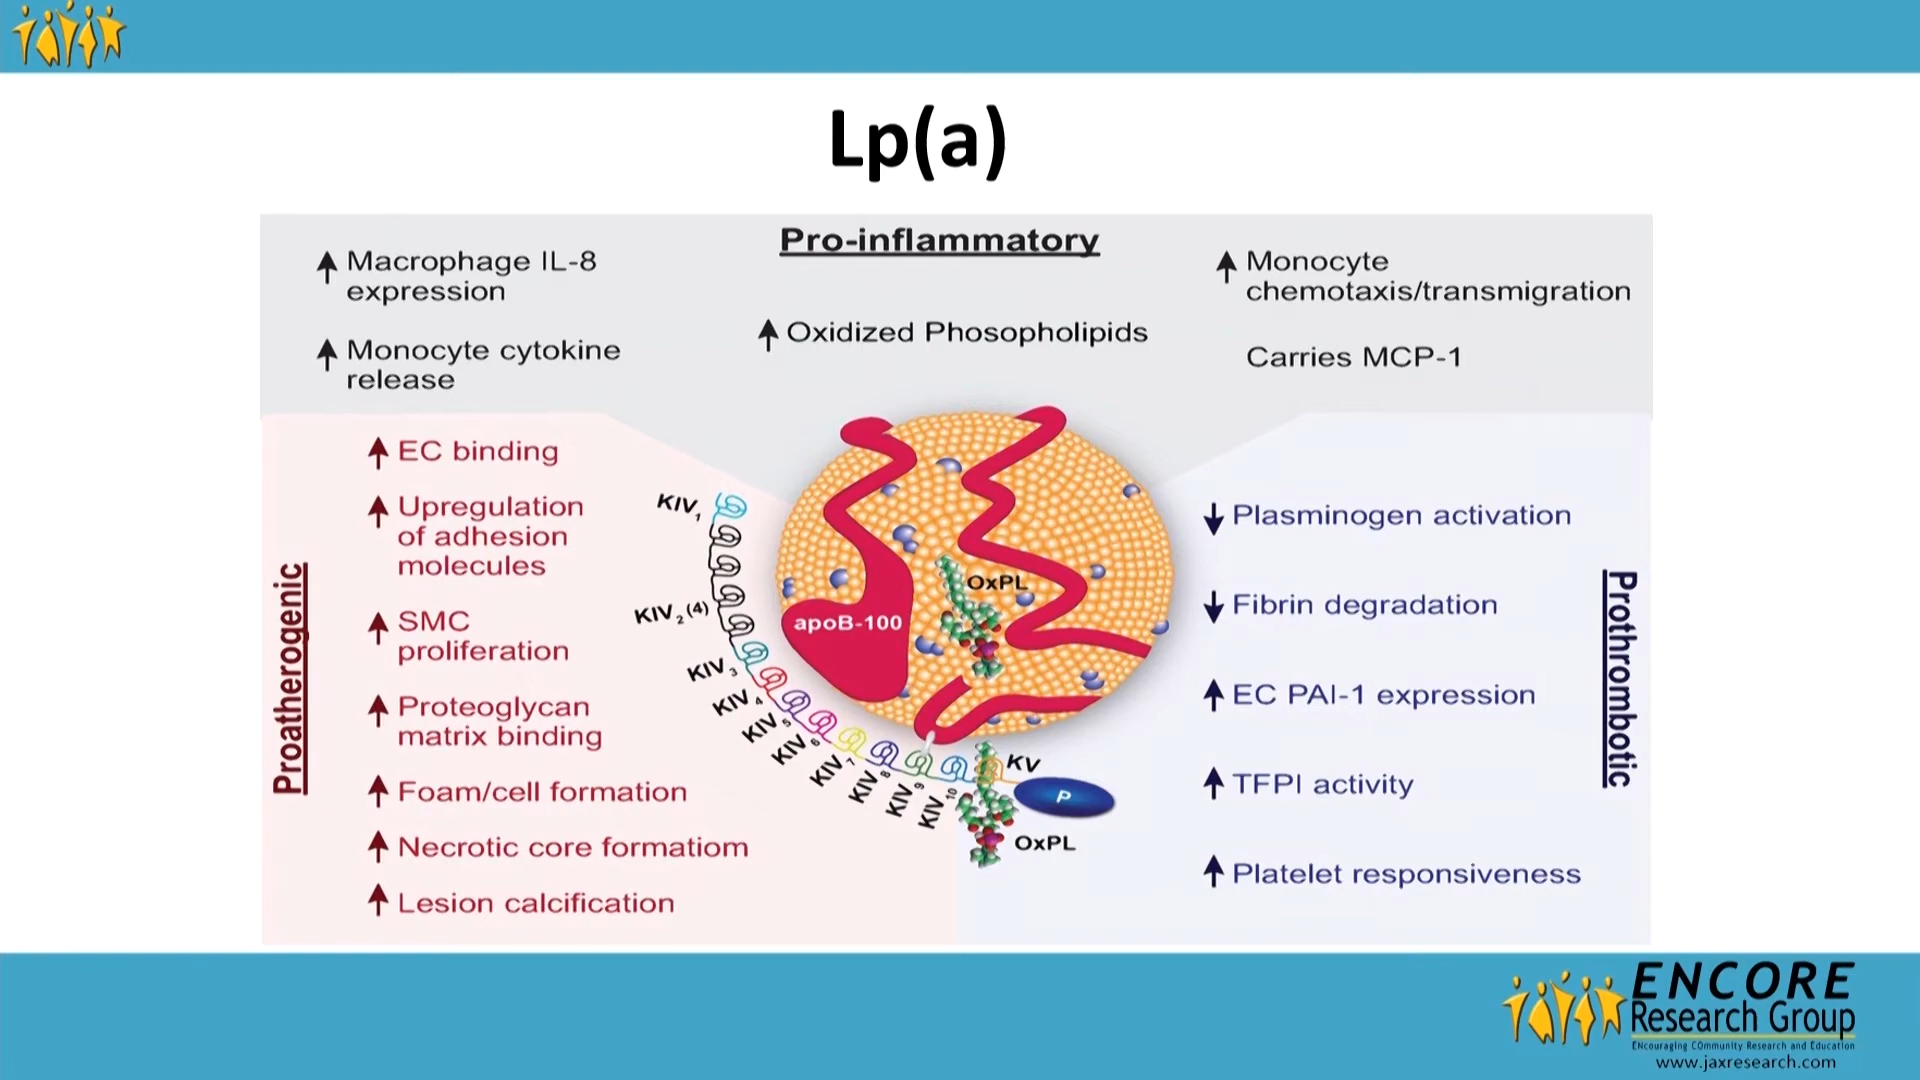 Lp(a)
Pro-inflammatory
Macrophage IL-8
expression
Monocyte cytokine
release
Oxidized Phosopholipids
Monocyte
chemotaxis/transmigration
Carries MCP-1
Proatherogenic
EC binding
Upregulation
of adhesion
molecules
SMC
proliferation
Proteoglycan
matrix binding
Foam/cell formation
Necrotic core formatiom
Lesion calcification
KIV₁
KIV₂(4)
KIV₃
KIV₄
KIV₅
KIV₆
KIV₇
KIV₈
KIV₉
KIV₁₀
KV
P
OxPL
apoB-100
OxPL
Prothrombotic
Plasminogen activation
Fibrin degradation
EC PAI-1 expression
TFPI activity
Platelet responsiveness
ENCORE
Research Group
ENcouraging COmmunity Research and Education
www.jaxresearch.com